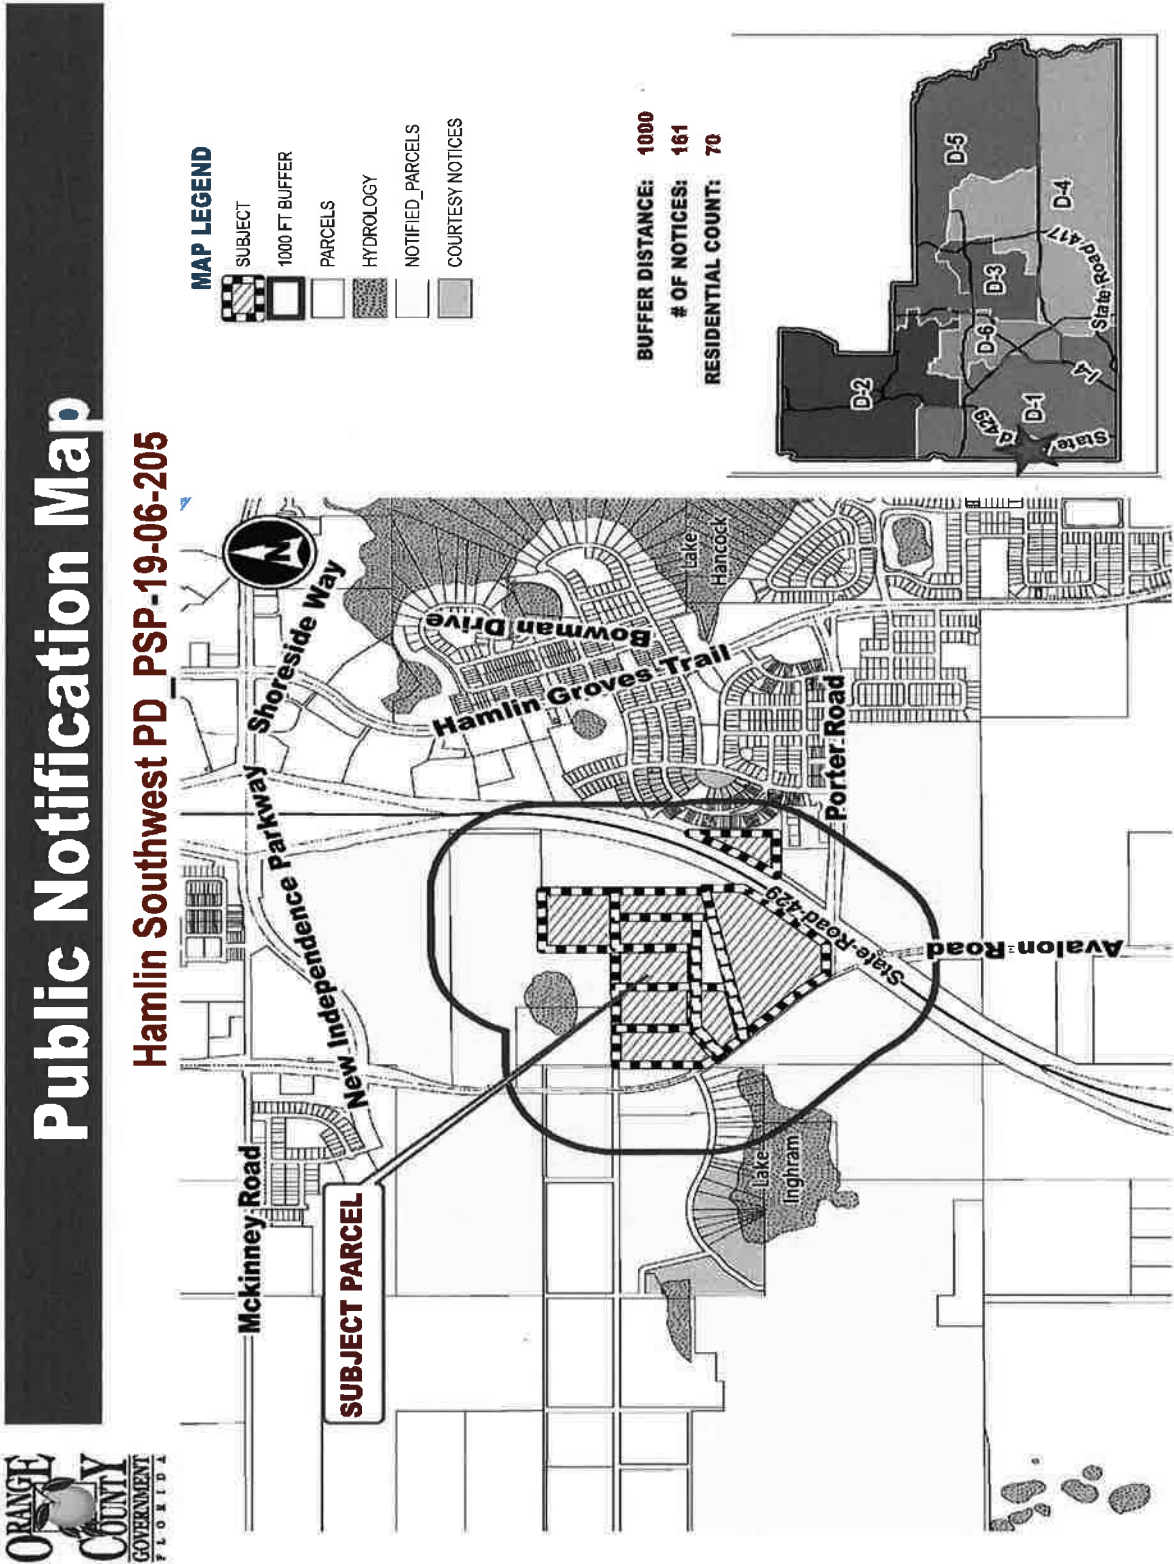 ORANGE
COUNTY
GOVERNMENT
FLORIDA
Public Notification Map
Hamlin Southwest PD_PSP-19-06-205
Mckinney Road
New Independence Parkway
Shoreside Way
N
SUBJECT PARCEL
Hamlin Groves Trail
Bowman Drive
Lake
Hancock
Lake
Inghram
Porter Road
State Road 429
Avalon Road
MAP LEGEND
SUBJECT
1000 FT BUFFER
PARCELS
HYDROLOGY
NOTIFIED_PARCELS
COURTESY NOTICES
BUFFER DISTANCE: 1000
# OF NOTICES: 161
RESIDENTIAL COUNT: 70
D-2
D-5
D-3
D-6
D-1
D-4
State
d 429
I-4
State Road 417